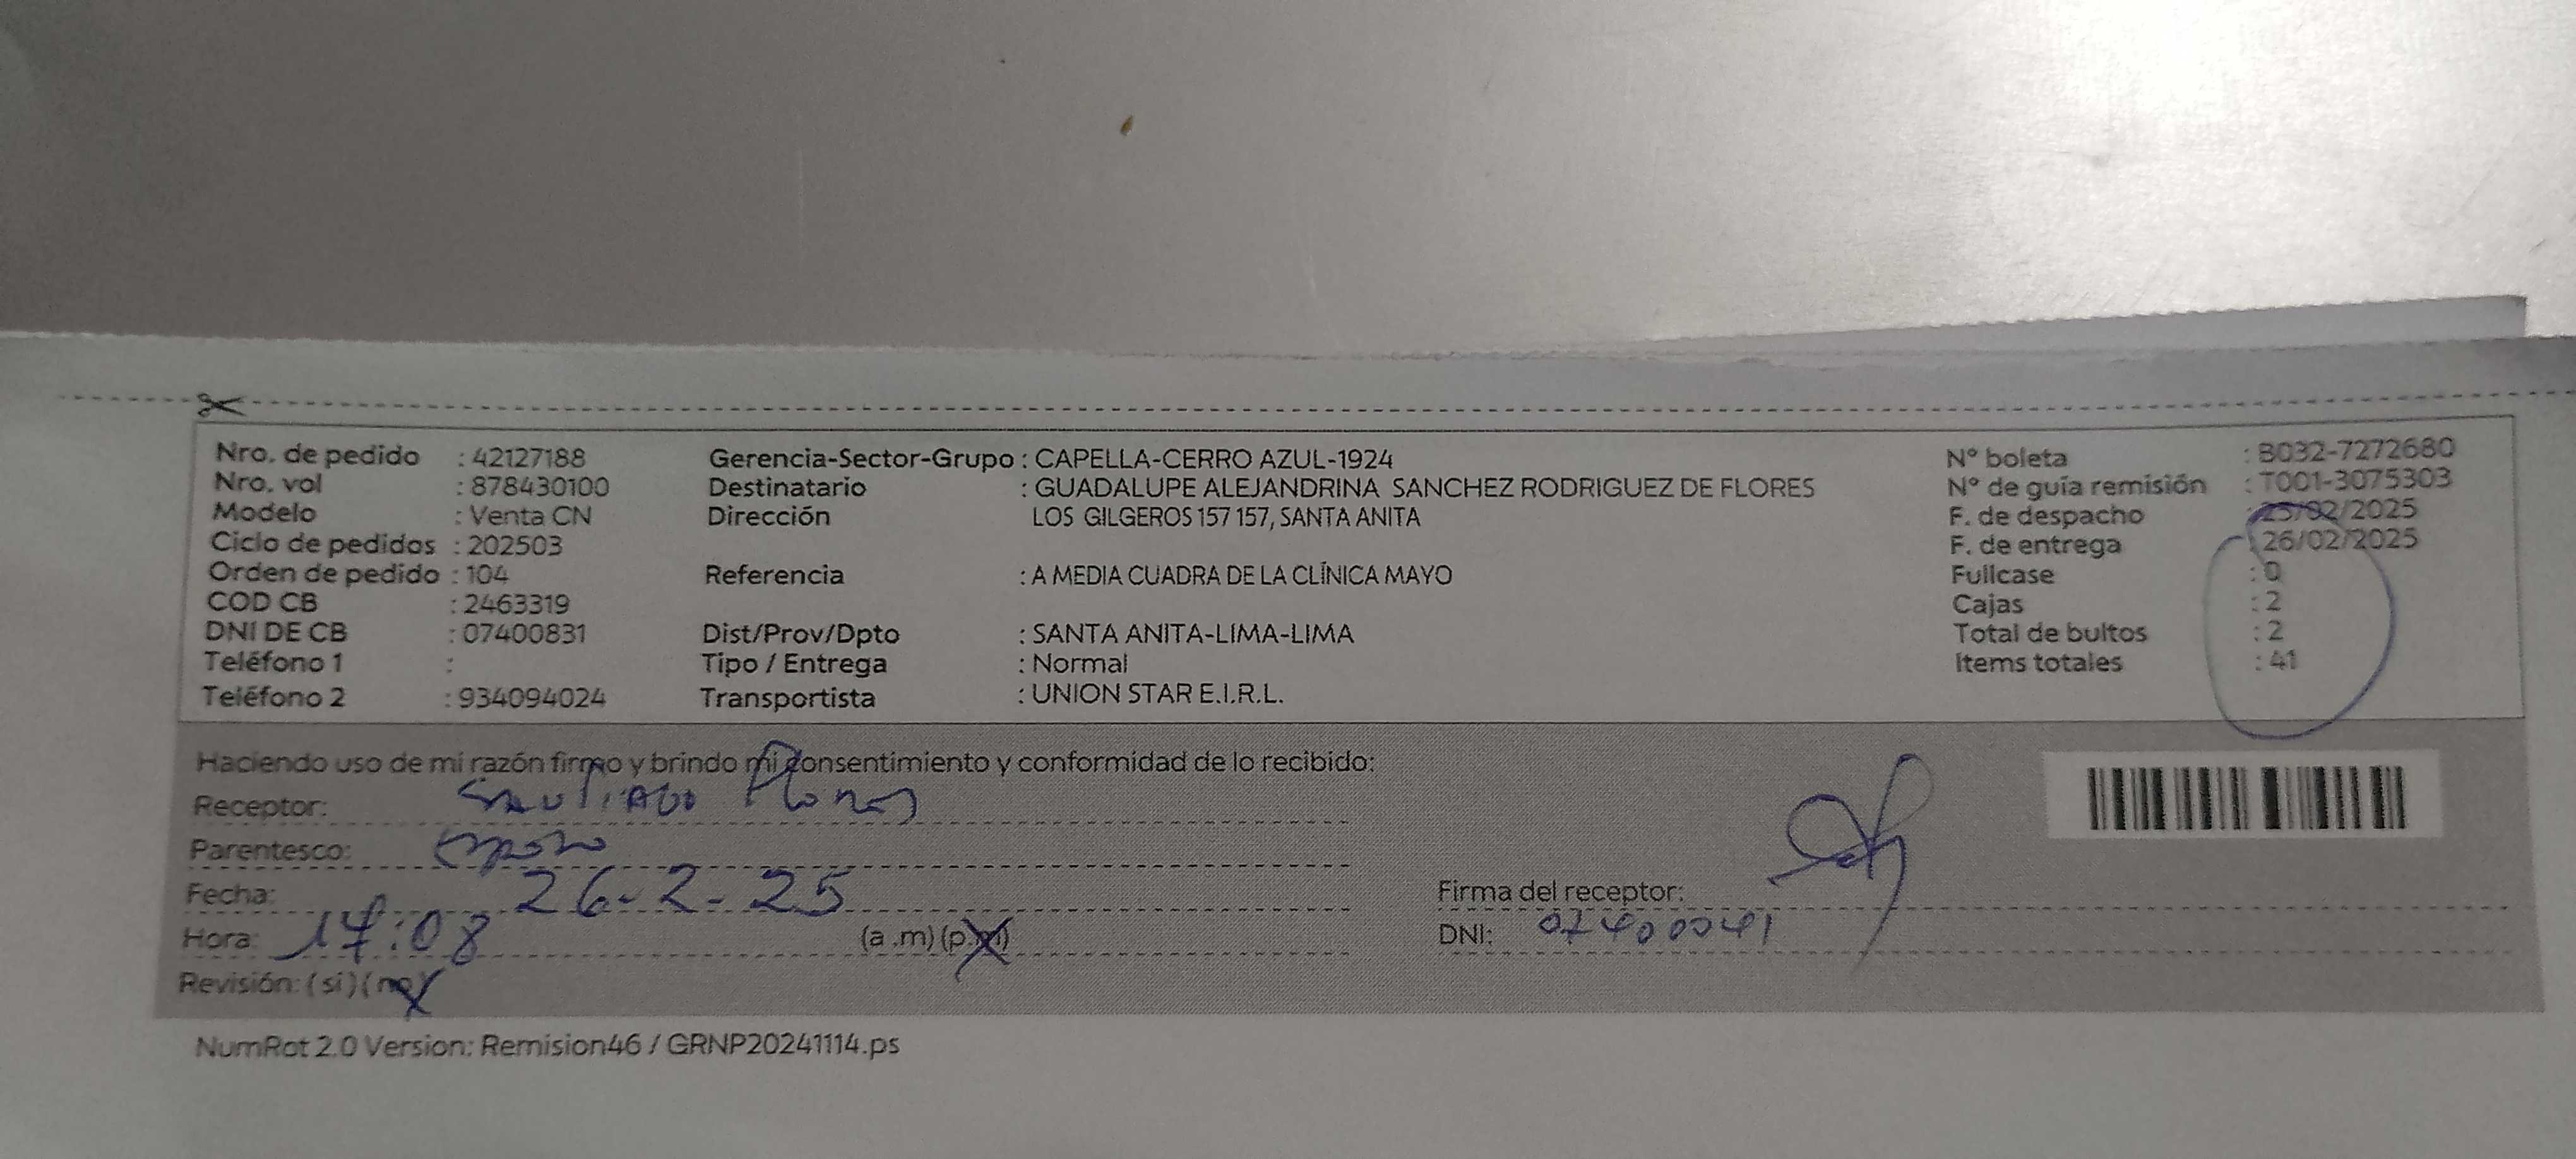 Nro. de pedido : 42127188 Gerencia-Sector-Grupo : CAPELLA-CERRO AZUL-1924 N° boleta : B032-7272680
Nro. vol : 878430100 Destinatario : GUADALUPE ALEJANDRINA SANCHEZ RODRIGUEZ DE FLORES N° de guía remisión : T001-3075303
Modelo : Venta CN Dirección LOS GILGEROS 157 157, SANTA ANITA F. de despacho : 25/02/2025
Ciclo de pedidos : 202503 F. de entrega : 26/02/2025
Orden de pedido : 104 Referencia : A MEDIA CUADRA DE LA CLÍNICA MAYO Fullcase : 0
COD CB : 2463319 Cajas : 2
DNI DE CB : 07400831 Dist/Prov/Dpto : SANTA ANITA-LIMA-LIMA Total de bultos : 2
Teléfono 1 : Tipo / Entrega : Normal Items totales : 41
Teléfono 2 : 934094024 Transportista : UNION STAR E.I.R.L.
Haciendo uso de mi razón firmo y brindo mi consentimiento y conformidad de lo recibido:
Receptor: Santiago Flores
Parentesco: esposo
Fecha: 26-2-25 Firma del receptor:
Hora: 17:08 (a .m) (p.m) DNI:
Revisión: (si) (no)
NumRot 2.0 Version: Remision46 / GRNP20241114.ps